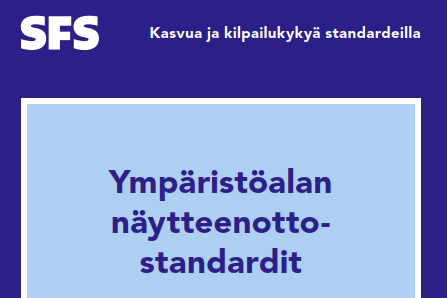 SFS
Kasvua ja kilpailukykyä standardeilla
Ympäristöalan
näytteenotto-
standardit